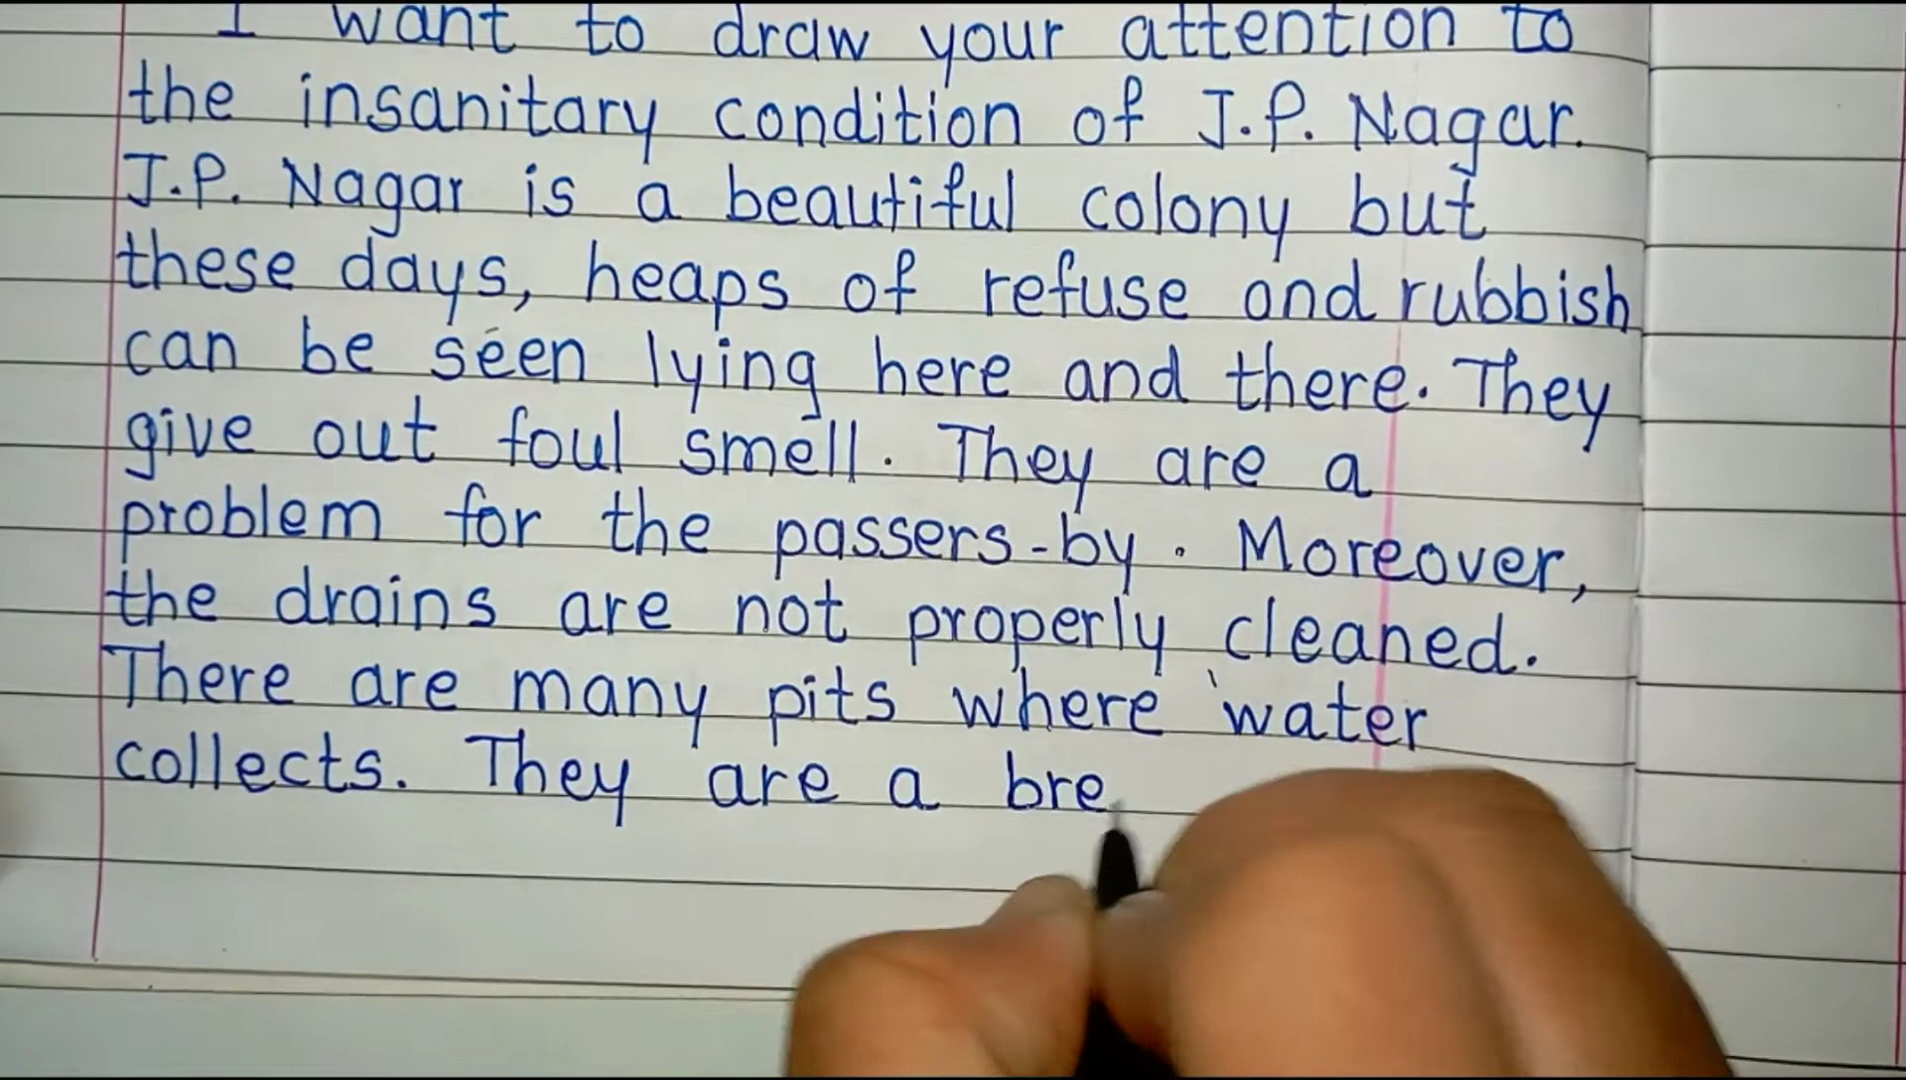 I want to draw your attention to
the insanitary condition of J.P. Nagar.
J.P. Nagar is a beautiful colony but
these days, heaps of refuse and rubbish
can be seen lying here and there. They
give out foul smell. They are a
problem for the passers-by. Moreover,
the drains are not properly cleaned.
There are many pits where water
collects. They are a bre